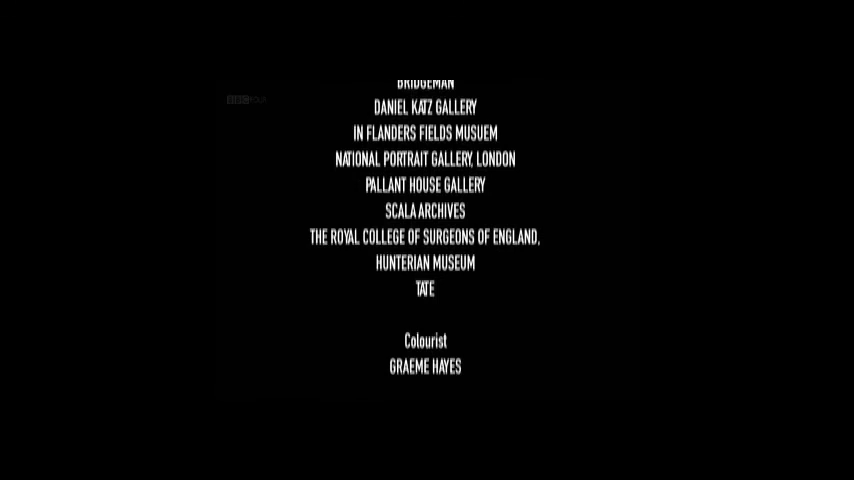 BBC
BRIDGEMAN
DANIEL KATZ GALLERY
IN FLANDERS FIELDS MUSUEM
NATIONAL PORTRAIT GALLERY, LONDON
PALLANT HOUSE GALLERY
SCALA ARCHIVES
THE ROYAL COLLEGE OF SURGEONS OF ENGLAND,
HUNTERIAN MUSEUM
TATE
Colourist
GRAEME HAYES